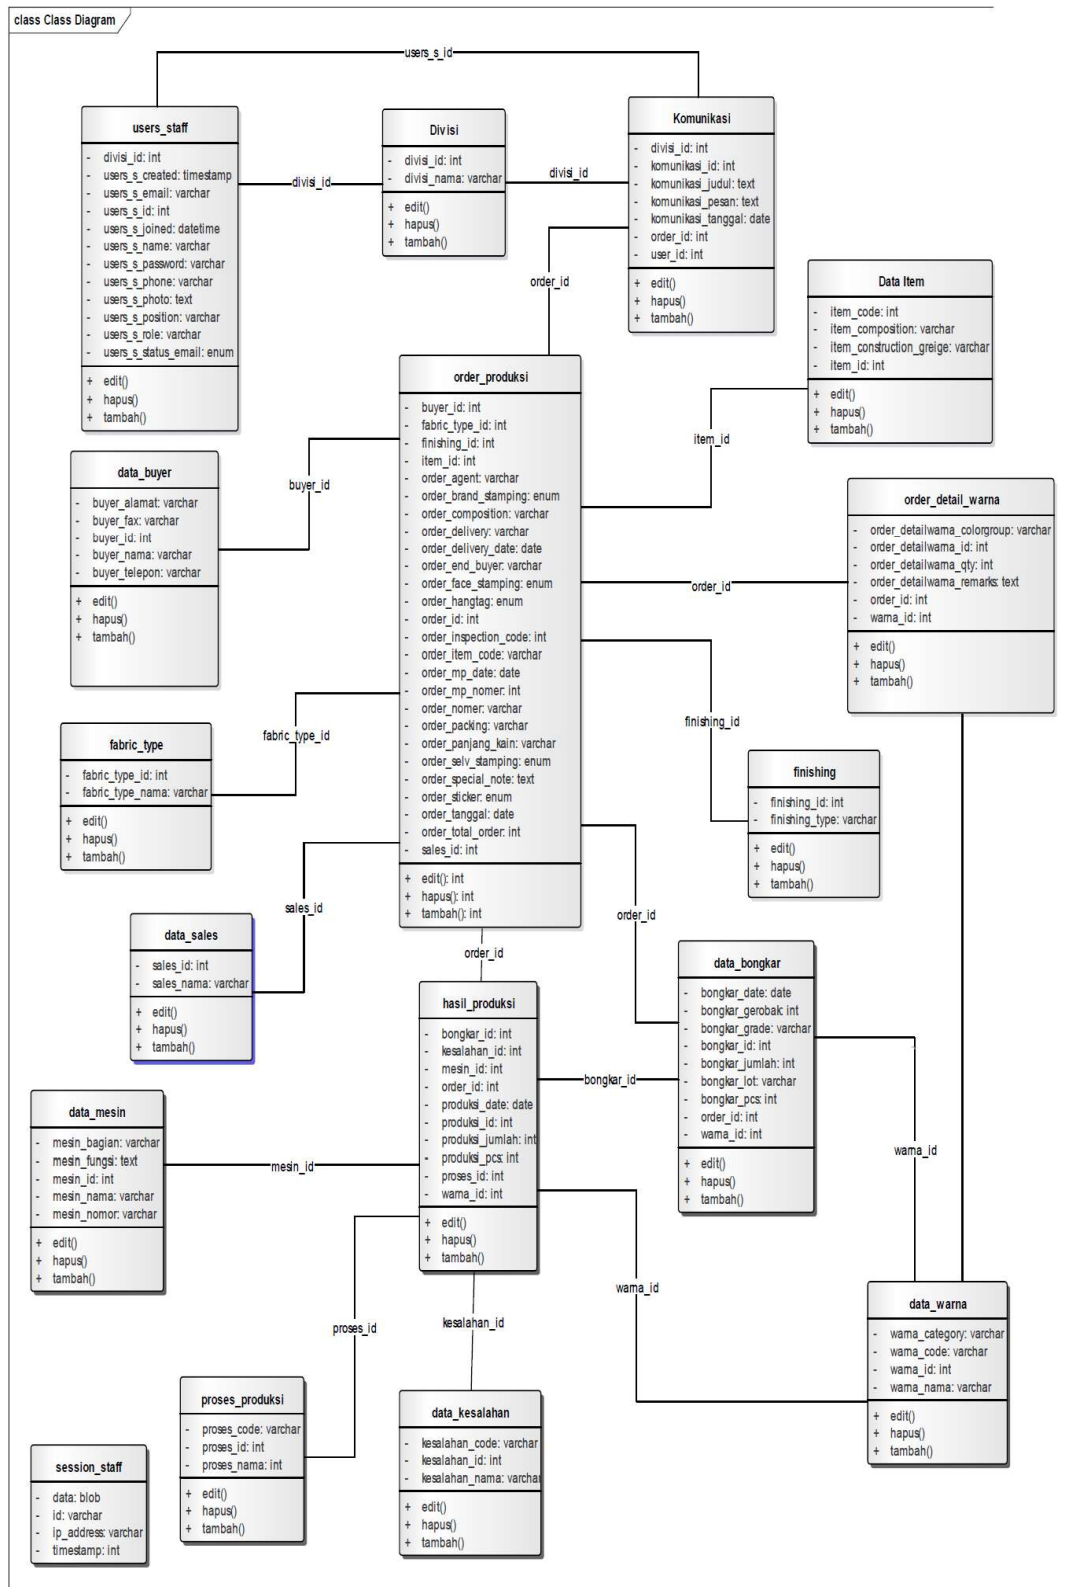 class Class Diagram
users_s_id
users_staff
- divisi_id: int
- users_s_created: timestamp
- users_s_email: varchar
- users_s_id: int
- users_s_joined: datetime
- users_s_name: varchar
- users_s_password: varchar
- users_s_phone: varchar
- users_s_photo: text
- users_s_position: varchar
- users_s_role: varchar
- users_s_status_email: enum
+ edit()
+ hapus()
+ tambah()
divisi_id
Divisi
- divisi_id: int
- divisi_nama: varchar
+ edit()
+ hapus()
+ tambah()
divisi_id
Komunikasi
- divisi_id: int
- komunikasi_id: int
- komunikasi_judul: text
- komunikasi_pesan: text
- komunikasi_tanggal: date
- order_id: int
- user_id: int
+ edit()
+ hapus()
+ tambah()
order_id
Data Item
- item_code: int
- item_composition: varchar
- item_construction_greige: varchar
- item_id: int
+ edit()
+ hapus()
+ tambah()
item_id
order_produksi
- buyer_id: int
- fabric_type_id: int
- finishing_id: int
- item_id: int
- order_agent: varchar
- order_brand_stamping: enum
- order_composition: varchar
- order_delivery: varchar
- order_delivery_date: date
- order_end_buyer: varchar
- order_face_stamping: enum
- order_hangtag: enum
- order_id: int
- order_inspection_code: int
- order_item_code: varchar
- order_mp_date: date
- order_mp_nomer: int
- order_nomer: varchar
- order_packing: varchar
- order_panjang_kain: varchar
- order_selv_stamping: enum
- order_special_note: text
- order_sticker: enum
- order_tanggal: date
- order_total_order: int
- sales_id: int
+ edit(): int
+ hapus(): int
+ tambah(): int
data_buyer
- buyer_alamat: varchar
- buyer_fax: varchar
- buyer_id: int
- buyer_nama: varchar
- buyer_telepon: varchar
+ edit()
+ hapus()
+ tambah()
buyer_id
order_detail_warna
- order_detailwarna_colorgroup: varchar
- order_detailwarna_id: int
- order_detailwarna_qty: int
- order_detailwarna_remarks: text
- order_id: int
- warna_id: int
+ edit()
+ hapus()
+ tambah()
order_id
fabric_type
- fabric_type_id: int
- fabric_type_nama: varchar
+ edit()
+ hapus()
+ tambah()
fabric_type_id
finishing_id
finishing
- finishing_id: int
- finishing_type: varchar
+ edit()
+ hapus()
+ tambah()
data_sales
- sales_id: int
- sales_nama: varchar
+ edit()
+ hapus()
+ tambah()
sales_id
order_id
order_id
data_bongkar
- bongkar_date: date
- bongkar_gerobak: int
- bongkar_grade: varchar
- bongkar_id: int
- bongkar_jumlah: int
- bongkar_lot: varchar
- bongkar_pcs: int
- order_id: int
- warna_id: int
+ edit()
+ hapus()
+ tambah()
hasil_produksi
- bongkar_id: int
- kesalahan_id: int
- mesin_id: int
- order_id: int
- produksi_date: date
- produksi_id: int
- produksi_jumlah: int
- produksi_pcs: int
- proses_id: int
- warna_id: int
+ edit()
+ hapus()
+ tambah()
bongkar_id
data_mesin
- mesin_bagian: varchar
- mesin_fungsi: text
- mesin_id: int
- mesin_nama: varchar
- mesin_nomor: varchar
+ edit()
+ hapus()
+ tambah()
mesin_id
warna_id
warna_id
proses_id
kesalahan_id
data_warna
- warna_category: varchar
- warna_code: varchar
- warna_id: int
- warna_nama: varchar
+ edit()
+ hapus()
+ tambah()
proses_produksi
- proses_code: varchar
- proses_id: int
- proses_nama: int
+ edit()
+ hapus()
+ tambah()
data_kesalahan
- kesalahan_code: varchar
- kesalahan_id: int
- kesalahan_nama: varchar
+ edit()
+ hapus()
+ tambah()
session_staff
- data: blob
- id: varchar
- ip_address: varchar
- timestamp: int